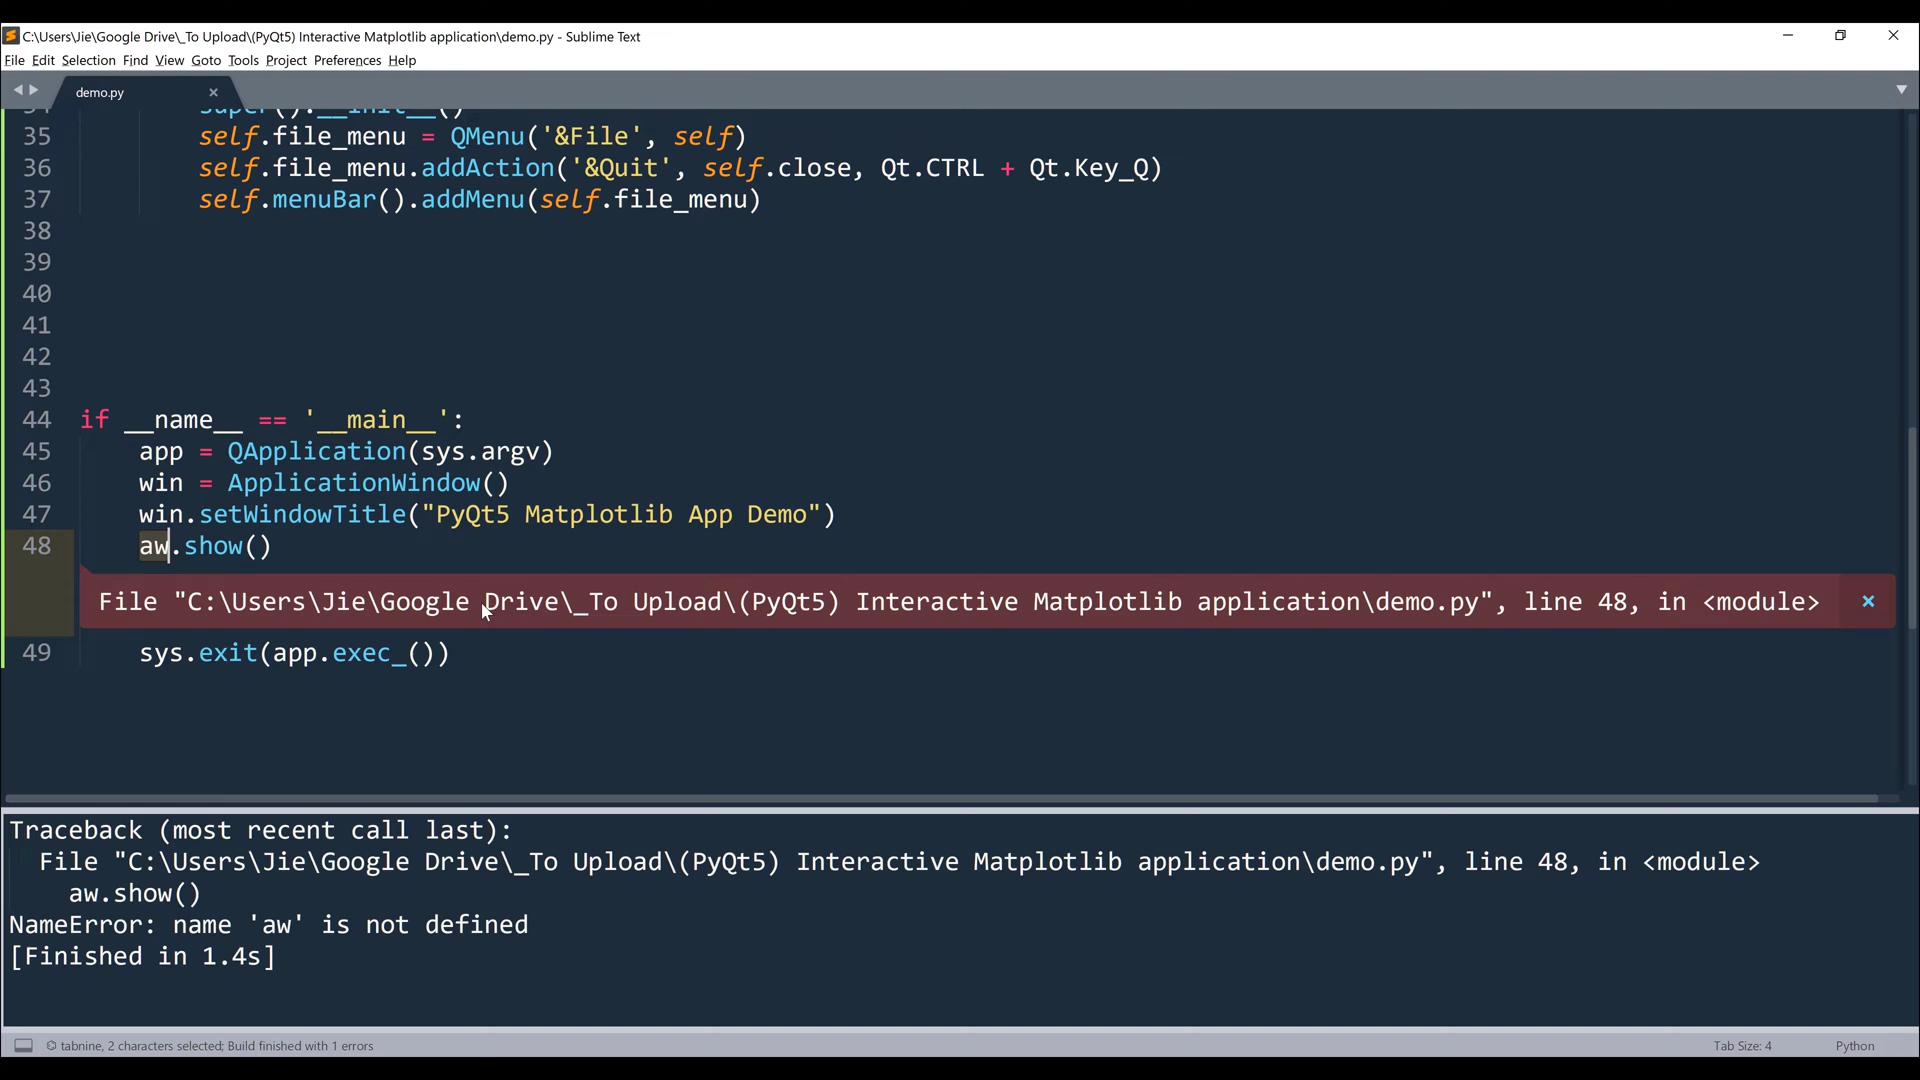 C:\Users\Jie\Google Drive\_To Upload\(PyQt5) Interactive Matplotlib application\demo.py - Sublime Text
File Edit Selection Find View Goto Tools Project Preferences Help
demo.py
34 super().__init__()
35 self.file_menu = QMenu('&File', self)
36 self.file_menu.addAction('&Quit', self.close, Qt.CTRL + Qt.Key_Q)
37 self.menuBar().addMenu(self.file_menu)
38
39
40
41
42
43
44 if __name__ == '__main__':
45 app = QApplication(sys.argv)
46 win = ApplicationWindow()
47 win.setWindowTitle("PyQt5 Matplotlib App Demo")
48 aw.show()
File "C:\Users\Jie\Google Drive\_To Upload\(PyQt5) Interactive Matplotlib application\demo.py", line 48, in <module> ×
49 sys.exit(app.exec_())
Traceback (most recent call last):
File "C:\Users\Jie\Google Drive\_To Upload\(PyQt5) Interactive Matplotlib application\demo.py", line 48, in <module>
aw.show()
NameError: name 'aw' is not defined
[Finished in 1.4s]
tabnine, 2 characters selected; Build finished with 1 errors Tab Size: 4 Python